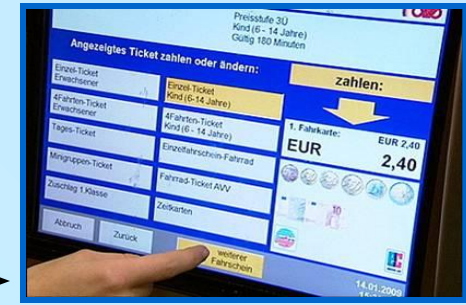 Preisstufe 3Ü
Kind (6 - 14 Jahre)
Gültig 180 Minuten
Angezeigtes Ticket zahlen oder ändern:
zahlen:
Einzel-Ticket
Erwachsener
Einzel-Ticket
Kind (6-14 Jahre)
4Fahrten-Ticket
Erwachsener
4Fahrten-Ticket
Kind (6 - 14 Jahre)
Tages-Ticket
Einzelfahrschein-Fahrrad
Minigruppen-Ticket
Fahrrad-Ticket AVV
Zuschlag 1.Klasse
Zeitkarten
1. Fahrkarte: EUR 2,40
EUR 2,40
Abbruch
Zurück
weiterer
Fahrschein
14.01.2009